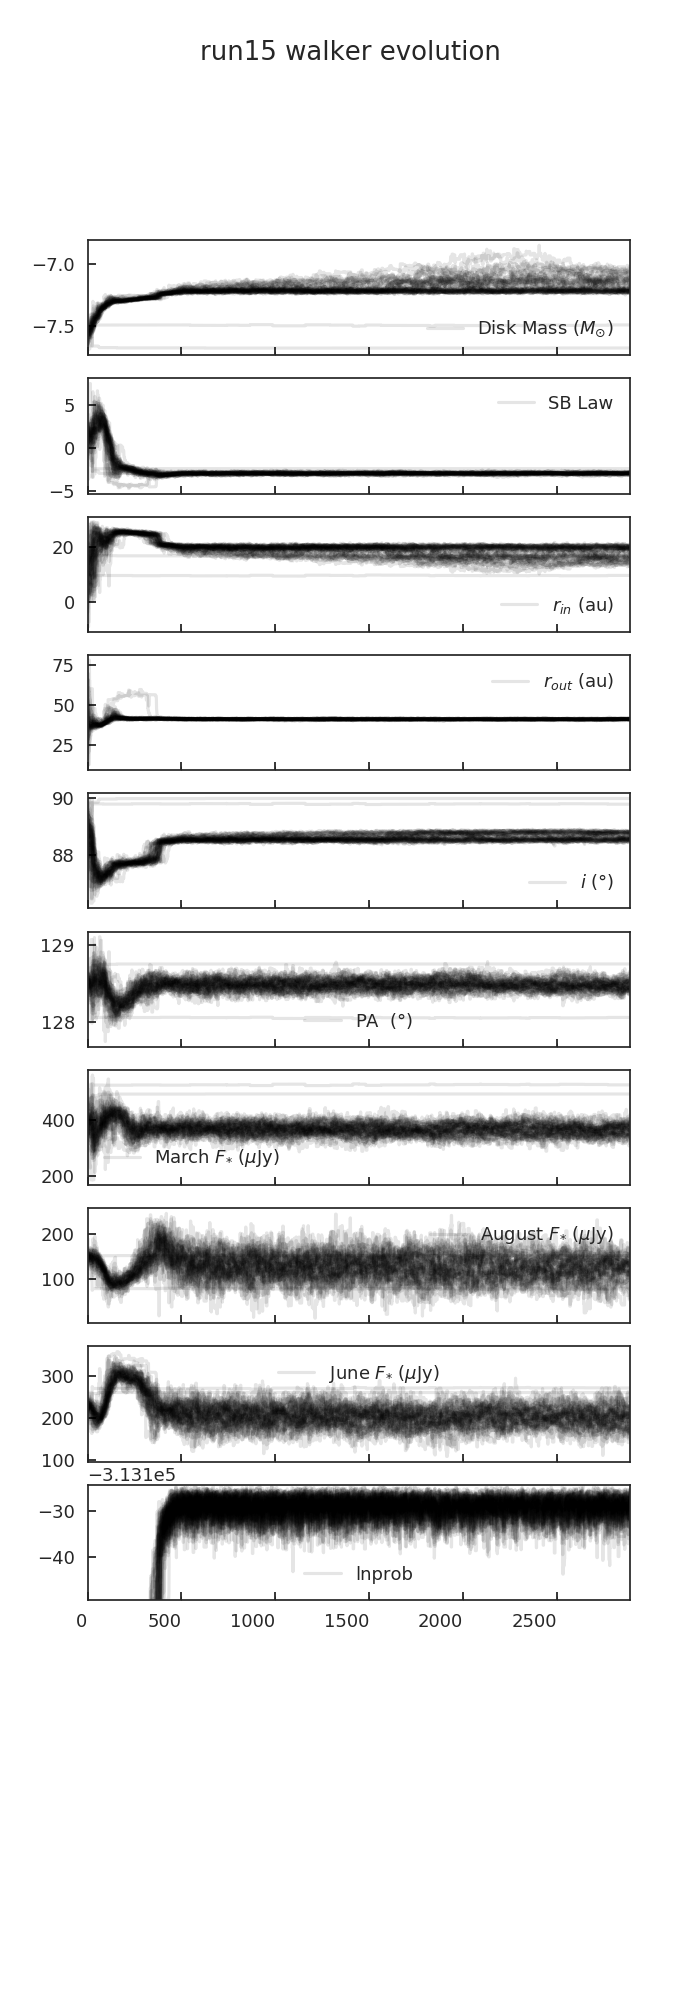 run15 walker evolution
−7.0
−7.5
Disk Mass (M☉)
5
0
−5
SB Law
20
0
r_in (au)
75
50
25
r_out (au)
90
88
i (°)
129
128
PA (°)
400
200
March F* (μJy)
200
100
August F* (μJy)
300
200
100
June F* (μJy)
−3.131e5
−30
−40
lnprob
0 500 1000 1500 2000 2500